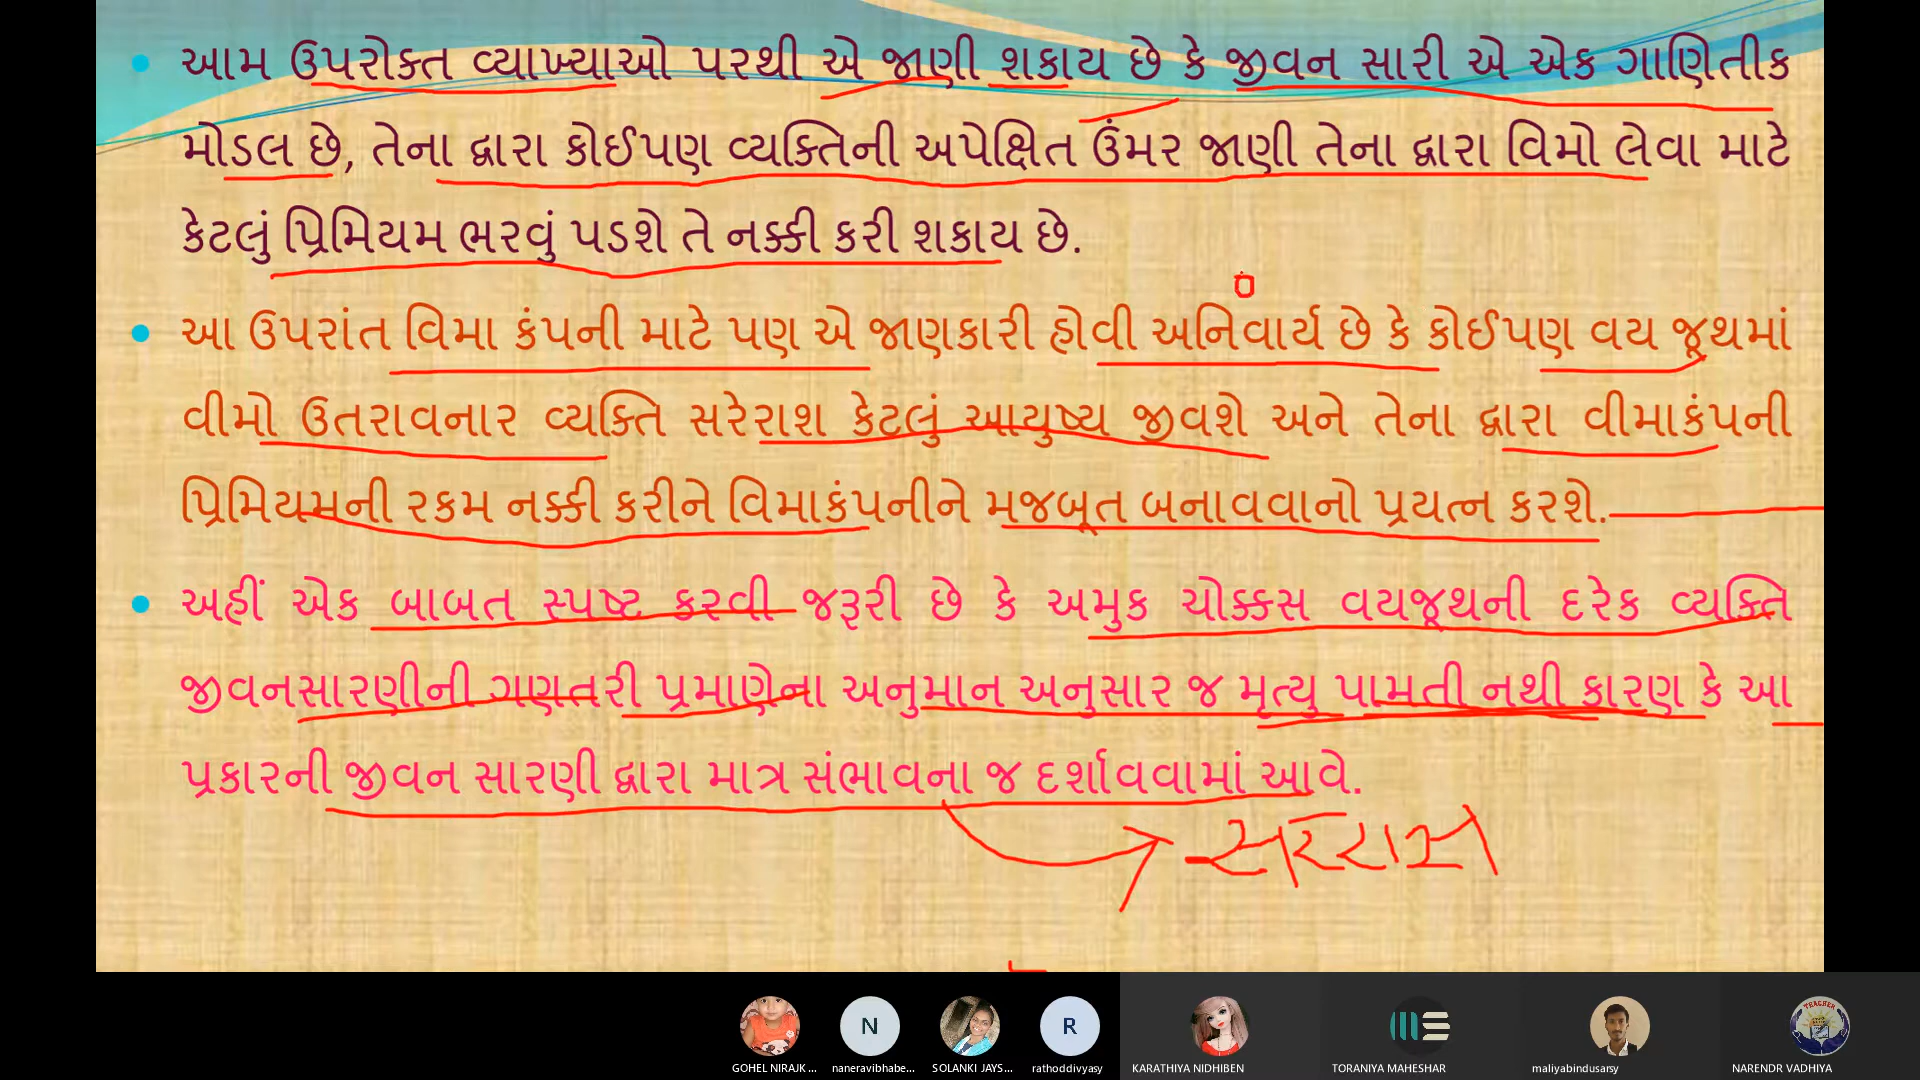 આમ ઉપરોક્ત વ્યાખ્યાઓ પરથી એ જાણી શકાય છે કે જીવન સારી એ એક ગાણિતીક
મોડલ છે, તેના દ્વારા કોઈપણ વ્યક્તિની અપેક્ષિત ઉંમર જાણી તેના દ્વારા વિમો લેવા માટે
કેટલું પ્રિમિયમ ભરવું પડશે તે નક્કી કરી શકાય છે.
આ ઉપરાંત વિમા કંપની માટે પણ એ જાણકારી હોવી અનિવાર્ય છે કે કોઈપણ વય જૂથમાં
વીમો ઉતરાવનાર વ્યક્તિ સરેરાશ કેટલું આયુષ્ય જીવશે અને તેના દ્વારા વીમાકંપની
પ્રિમિયમની રકમ નક્કી કરીને વિમાકંપનીને મજબૂત બનાવવાનો પ્રયત્ન કરશે.
અહીં એક બાબત સ્પષ્ટ કરવી જરૂરી છે કે અમુક ચોક્કસ વયજૂથની દરેક વ્યક્તિ
જીવનસારણીની ગણતરી પ્રમાણેના અનુમાન અનુસાર જ મૃત્યુ પામતી નથી કારણ કે આ
પ્રકારની જીવન સારણી દ્વારા માત્ર સંભાવના જ દર્શાવવામાં આવે.
N R
GOHEL NIRAJK... naneravibhabe... SOLANKI JAYS... rathoddivyasy KARATHIYA NIDHIBEN TORANIYA MAHESHAR maliyabindusarsy NARENDR VADHIYA